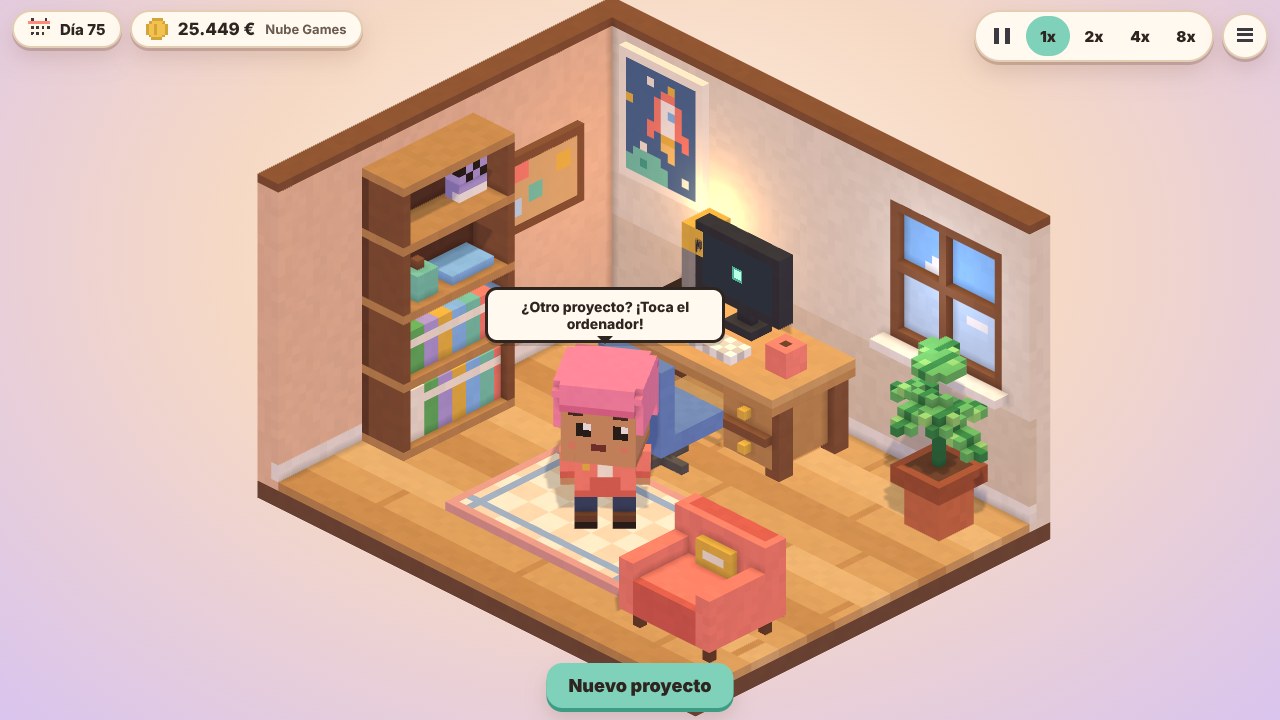 Día 75
25.449 €
Nube Games
1x
2x
4x
8x
¿Otro proyecto? ¡Toca el
ordenador!
Nuevo proyecto